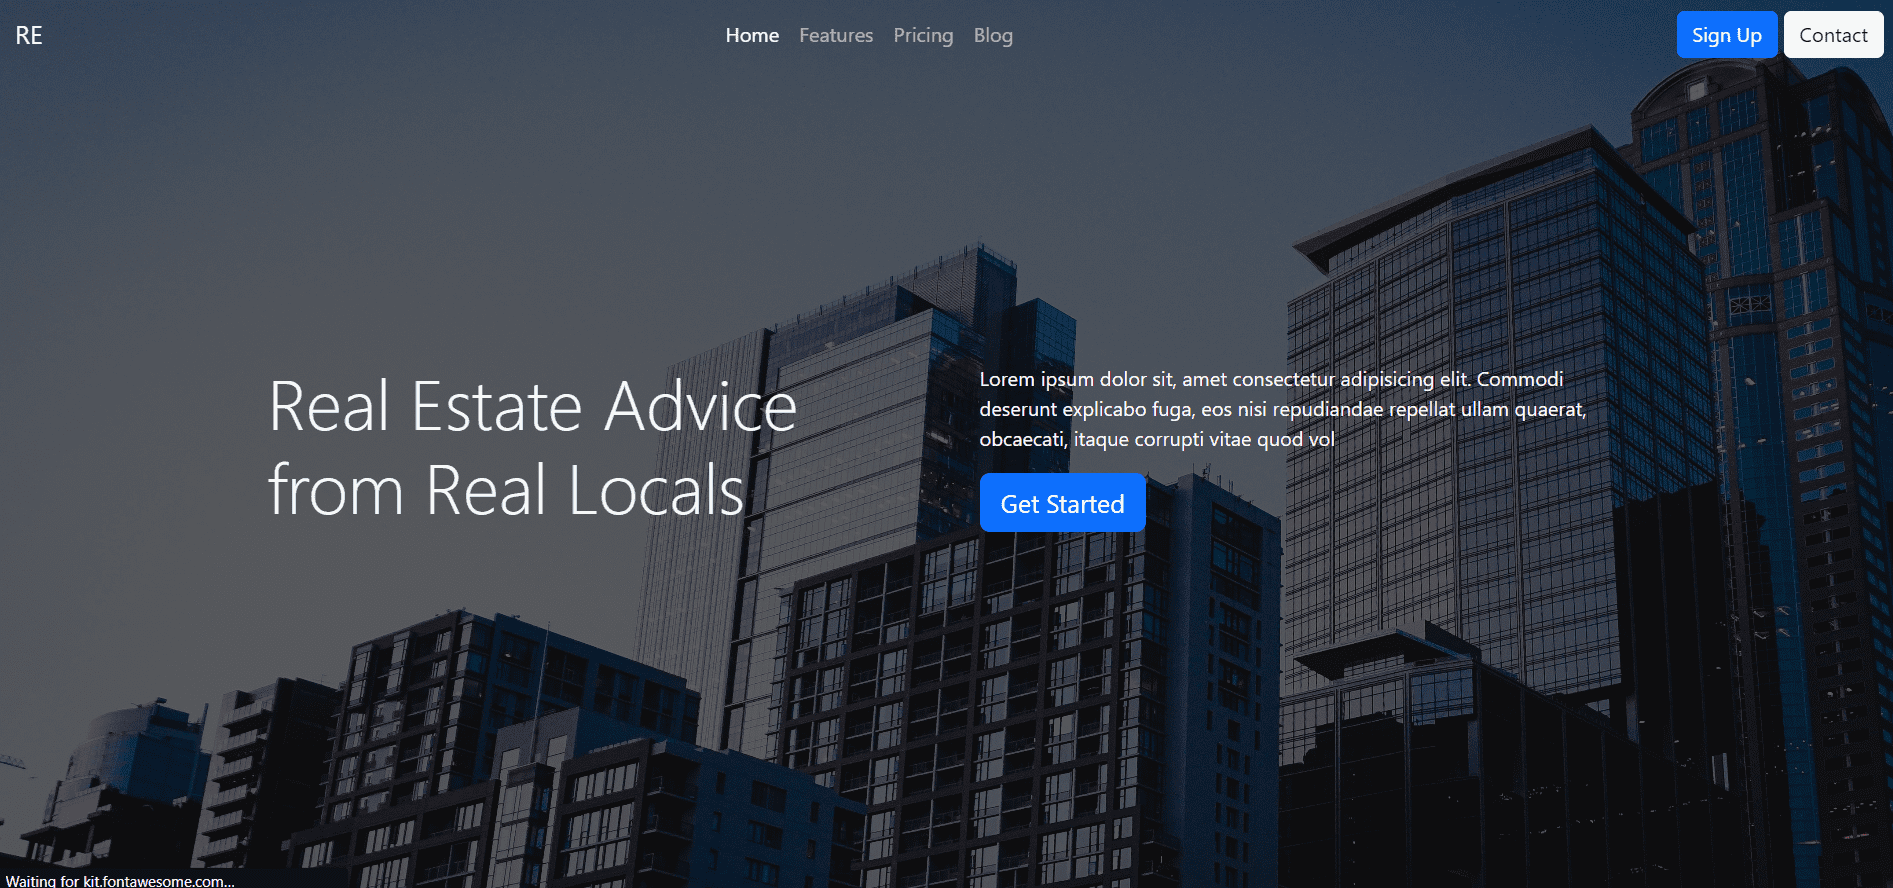 RE
Home Features Pricing Blog
Sign Up Contact
Real Estate Advice
from Real Locals
Lorem ipsum dolor sit, amet consectetur adipisicing elit. Commodi
deserunt explicabo fuga, eos nisi repudiandae repellat ullam quaerat,
obcaecati, itaque corrupti vitae quod vol
Get Started
Waiting for kit.fontawesome.com...